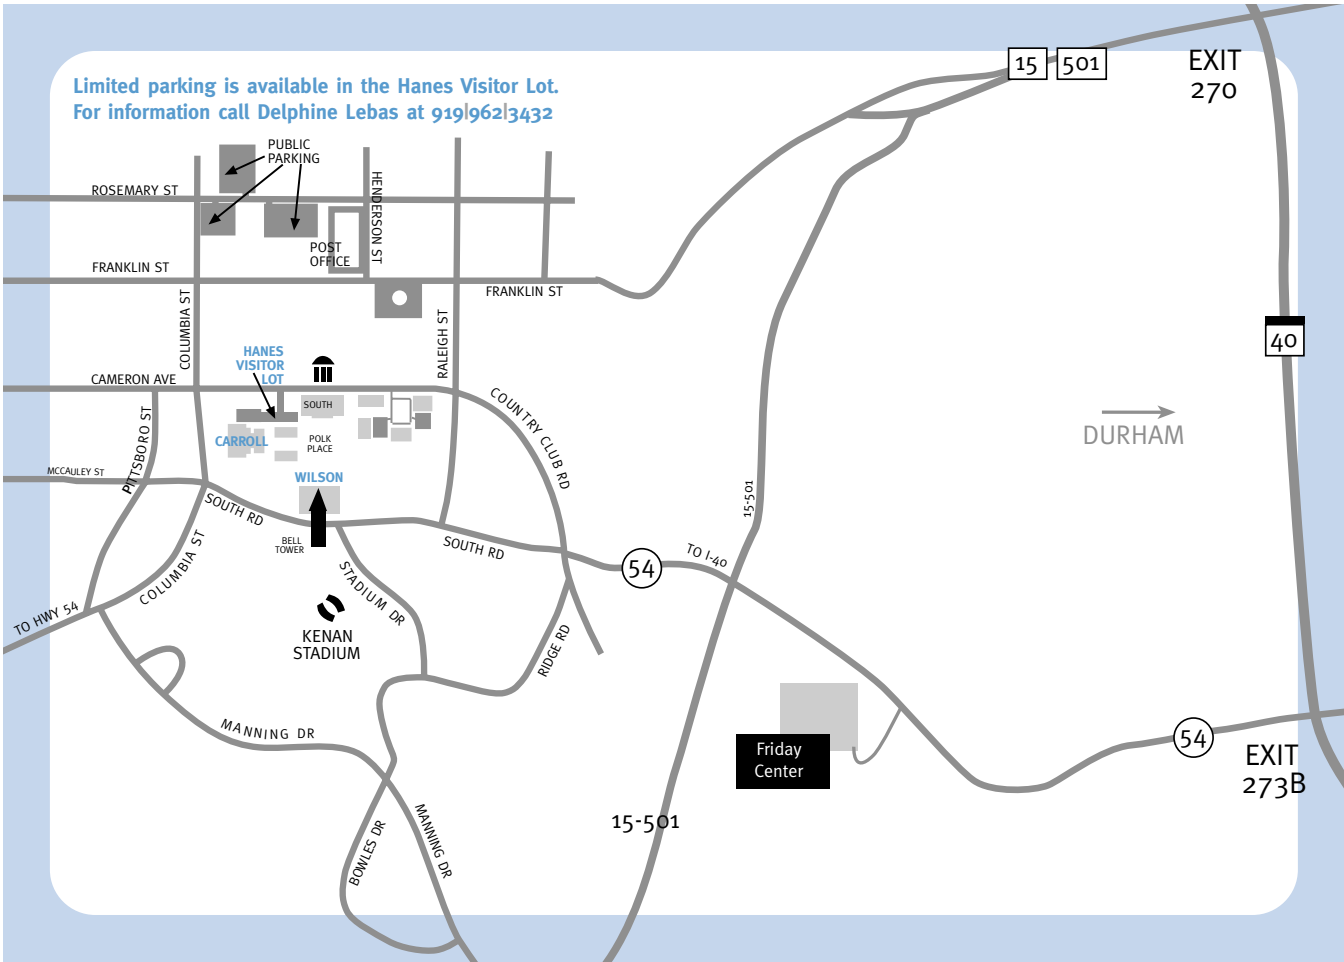 Limited parking is available in the Hanes Visitor Lot.
For information call Delphine Lebas at 919|962|3432
15
501
EXIT
270
PUBLIC
PARKING
ROSEMARY ST
HENDERSON ST
POST
OFFICE
FRANKLIN ST
FRANKLIN ST
COLUMBIA ST
RALEIGH ST
40
HANES
VISITOR
LOT
CAMERON AVE
SOUTH
COUNTRY CLUB RD
PITTSBORO ST
CARROLL
POLK
PLACE
DURHAM
MCCAULEY ST
WILSON
SOUTH RD
15-501
BELL
TOWER
SOUTH RD
TO I-40
54
COLUMBIA ST
STADIUM DR
TO HWY 54
KENAN
STADIUM
RIDGE RD
MANNING DR
54
Friday
Center
EXIT
273B
15-501
BOWLES DR
MANNING DR